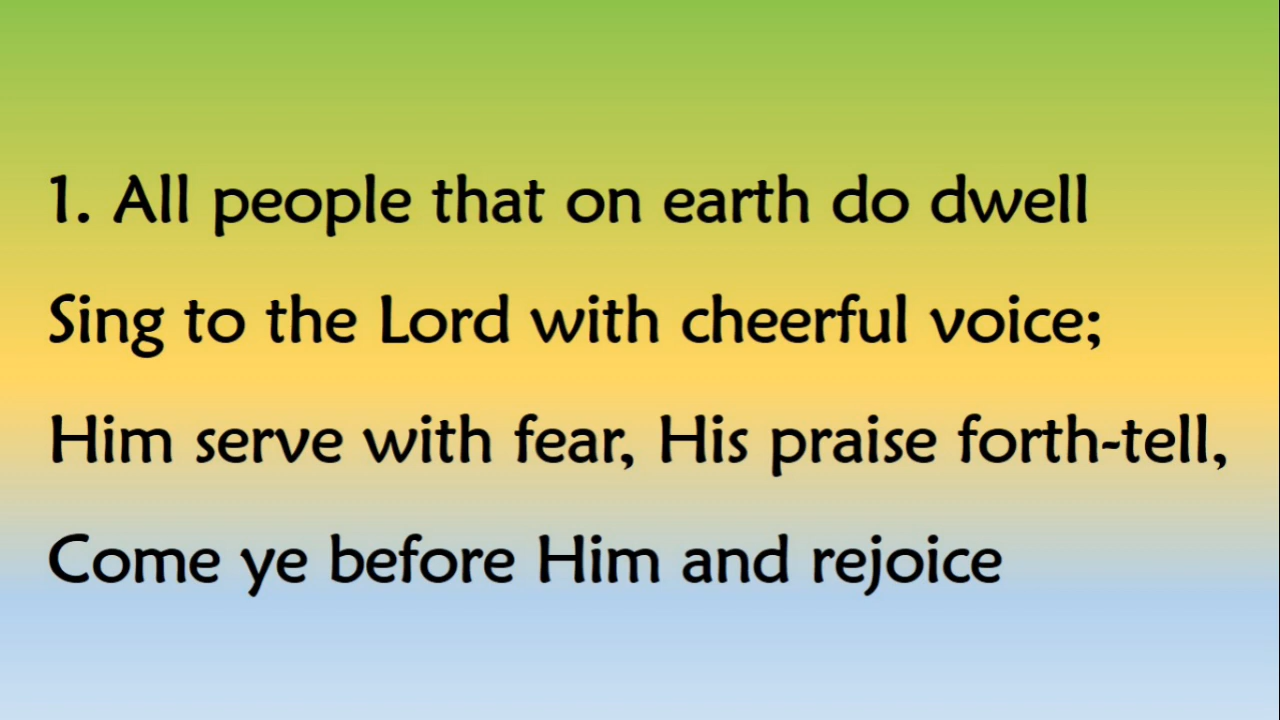 1. All people that on earth do dwell
Sing to the Lord with cheerful voice;
Him serve with fear, His praise forth-tell,
Come ye before Him and rejoice